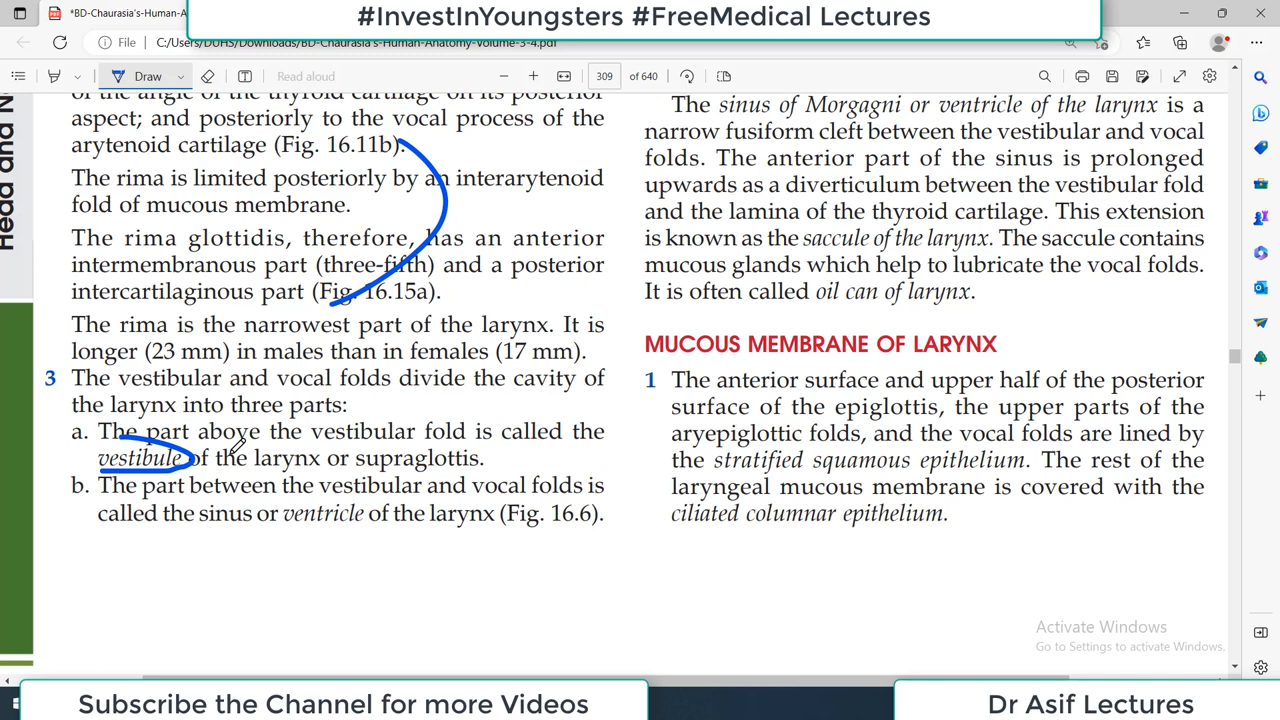 #InvestInYoungsters #FreeMedical Lectures
*BD-Chaurasia's-Human-A
File
C:/Users/DUHS/Downloads/BD-Chaurasia's-Human-Anatomy-Volume-3-4.pdf
Draw
Read aloud
309 of 640
Head and N
of the angle of the thyroid cartilage on its posterior
aspect; and posteriorly to the vocal process of the
arytenoid cartilage (Fig. 16.11b).
The rima is limited posteriorly by an interarytenoid
fold of mucous membrane.
The rima glottidis, therefore, has an anterior
intermembranous part (three-fifth) and a posterior
intercartilaginous part (Fig. 16.15a).
The rima is the narrowest part of the larynx. It is
longer (23 mm) in males than in females (17 mm).
3 The vestibular and vocal folds divide the cavity of
the larynx into three parts:
a. The part above the vestibular fold is called the
vestibule of the larynx or supraglottis.
b. The part between the vestibular and vocal folds is
called the sinus or ventricle of the larynx (Fig. 16.6).
The sinus of Morgagni or ventricle of the larynx is a
narrow fusiform cleft between the vestibular and vocal
folds. The anterior part of the sinus is prolonged
upwards as a diverticulum between the vestibular fold
and the lamina of the thyroid cartilage. This extension
is known as the saccule of the larynx. The saccule contains
mucous glands which help to lubricate the vocal folds.
It is often called oil can of larynx.
MUCOUS MEMBRANE OF LARYNX
1 The anterior surface and upper half of the posterior
surface of the epiglottis, the upper parts of the
aryepiglottic folds, and the vocal folds are lined by
the stratified squamous epithelium. The rest of the
laryngeal mucous membrane is covered with the
ciliated columnar epithelium.
Activate Windows
Go to Settings to activate Windows.
Subscribe the Channel for more Videos
Dr Asif Lectures